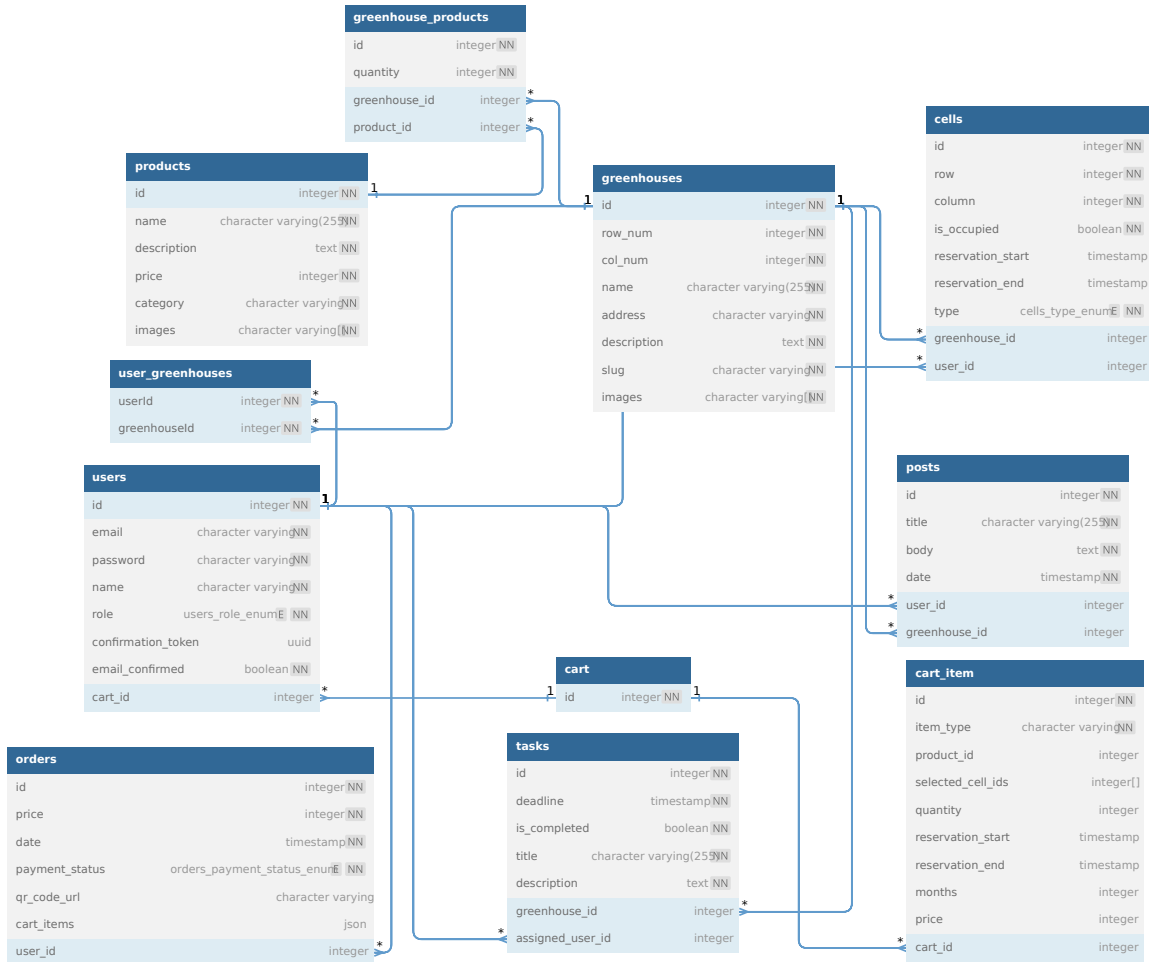 greenhouse_products
id integer NN
quantity integer NN
greenhouse_id integer *
product_id integer *
products
id integer NN 1
name character varying(255) NN
description text NN
price integer NN
category character varying NN
images character varying[] NN
greenhouses
1 id integer NN 1
row_num integer NN
col_num integer NN
name character varying(255) NN
address character varying NN
description text NN
slug character varying NN
images character varying[] NN
cells
id integer NN
row integer NN
column integer NN
is_occupied boolean NN
reservation_start timestamp
reservation_end timestamp
type cells_type_enum E NN
* greenhouse_id integer
* user_id integer
user_greenhouses
userId integer NN *
greenhouseId integer NN *
users
id integer NN 1
email character varying NN
password character varying NN
name character varying NN
role users_role_enum E NN
confirmation_token uuid
email_confirmed boolean NN
cart_id integer *
posts
id integer NN
title character varying(255) NN
body text NN
date timestamp NN
* user_id integer
* greenhouse_id integer
cart
1 id integer NN 1
cart_item
id integer NN
item_type character varying NN
product_id integer
selected_cell_ids integer[]
quantity integer
reservation_start timestamp
reservation_end timestamp
months integer
price integer
* cart_id integer
orders
id integer NN
price integer NN
date timestamp NN
payment_status orders_payment_status_enum E NN
qr_code_url character varying
cart_items json
user_id integer *
tasks
id integer NN
deadline timestamp NN
is_completed boolean NN
title character varying(255) NN
description text NN
greenhouse_id integer *
* assigned_user_id integer